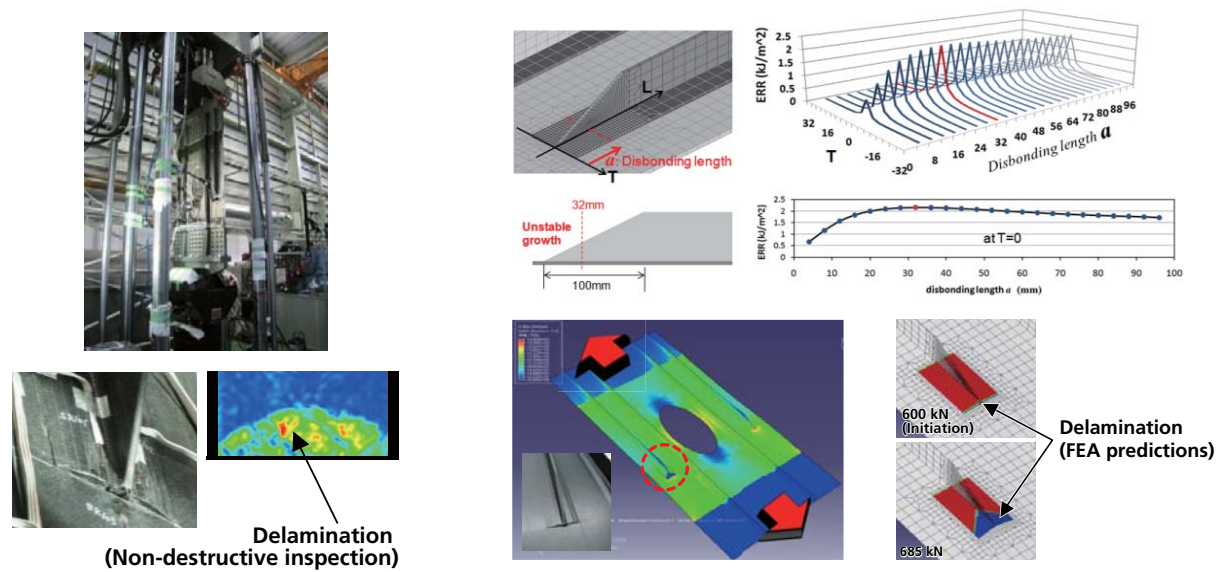 Delamination
(Non-destructive inspection)
L
a: Disbonding length
T
ERR (kJ/m^2)
2.5
2
1.5
1
0.5
0
32
16
0
-16
-32
T
0
8
16
24
32
40
48
56
64
72
80
88
96
Disbonding length a
32mm
Unstable
growth
100mm
ERR (kJ/m^2)
2.5
2
1.5
1
0.5
0
at T=0
0 10 20 30 40 50 60 70 80 90 100
disbonding length a (mm)
600 kN
(Initiation)
685 kN
Delamination
(FEA predictions)